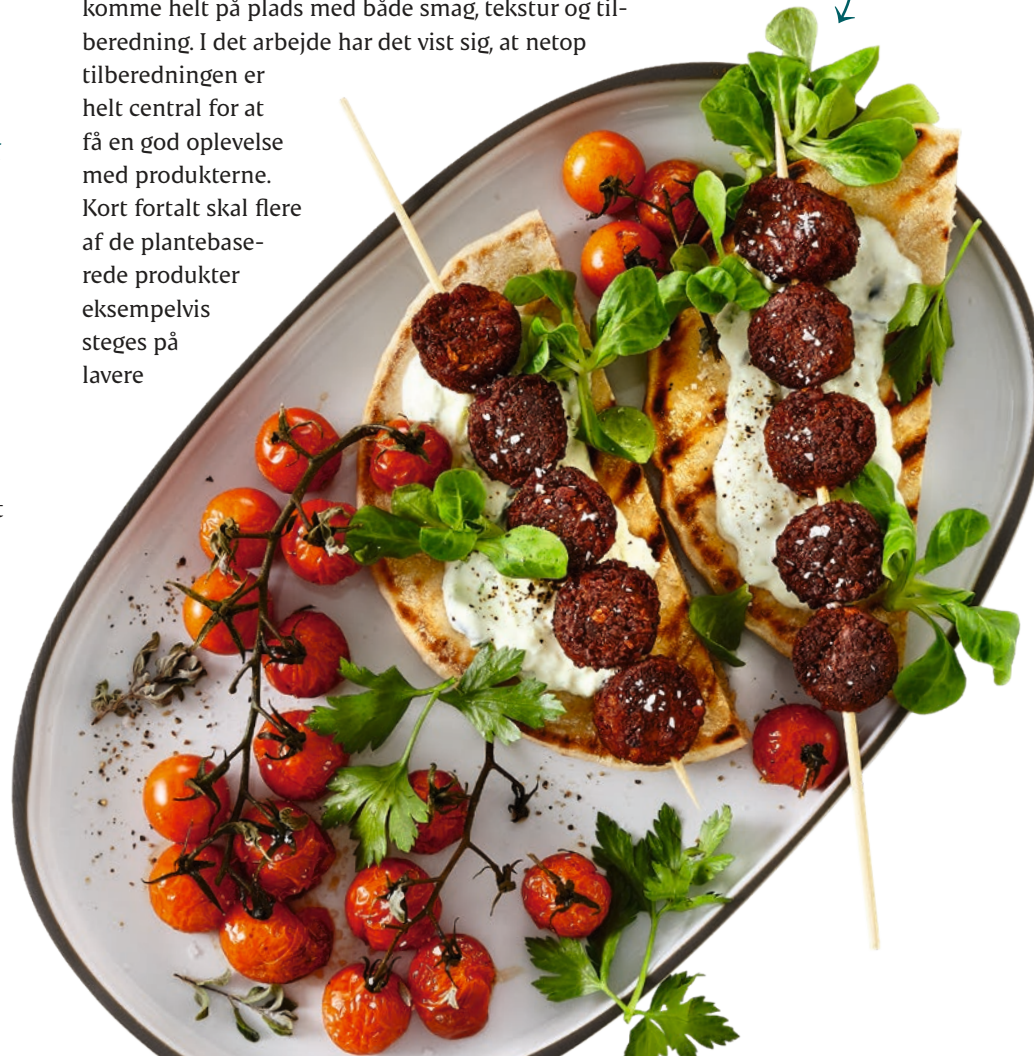 komme helt på plads med både smag, tekstur og til-
beredning. I det arbejde har det vist sig, at netop
tilberedningen er
helt central for at
få en god oplevelse
med produkterne.
Kort fortalt skal flere
af de plantebase-
rede produkter
eksempelvis
steges på
lavere